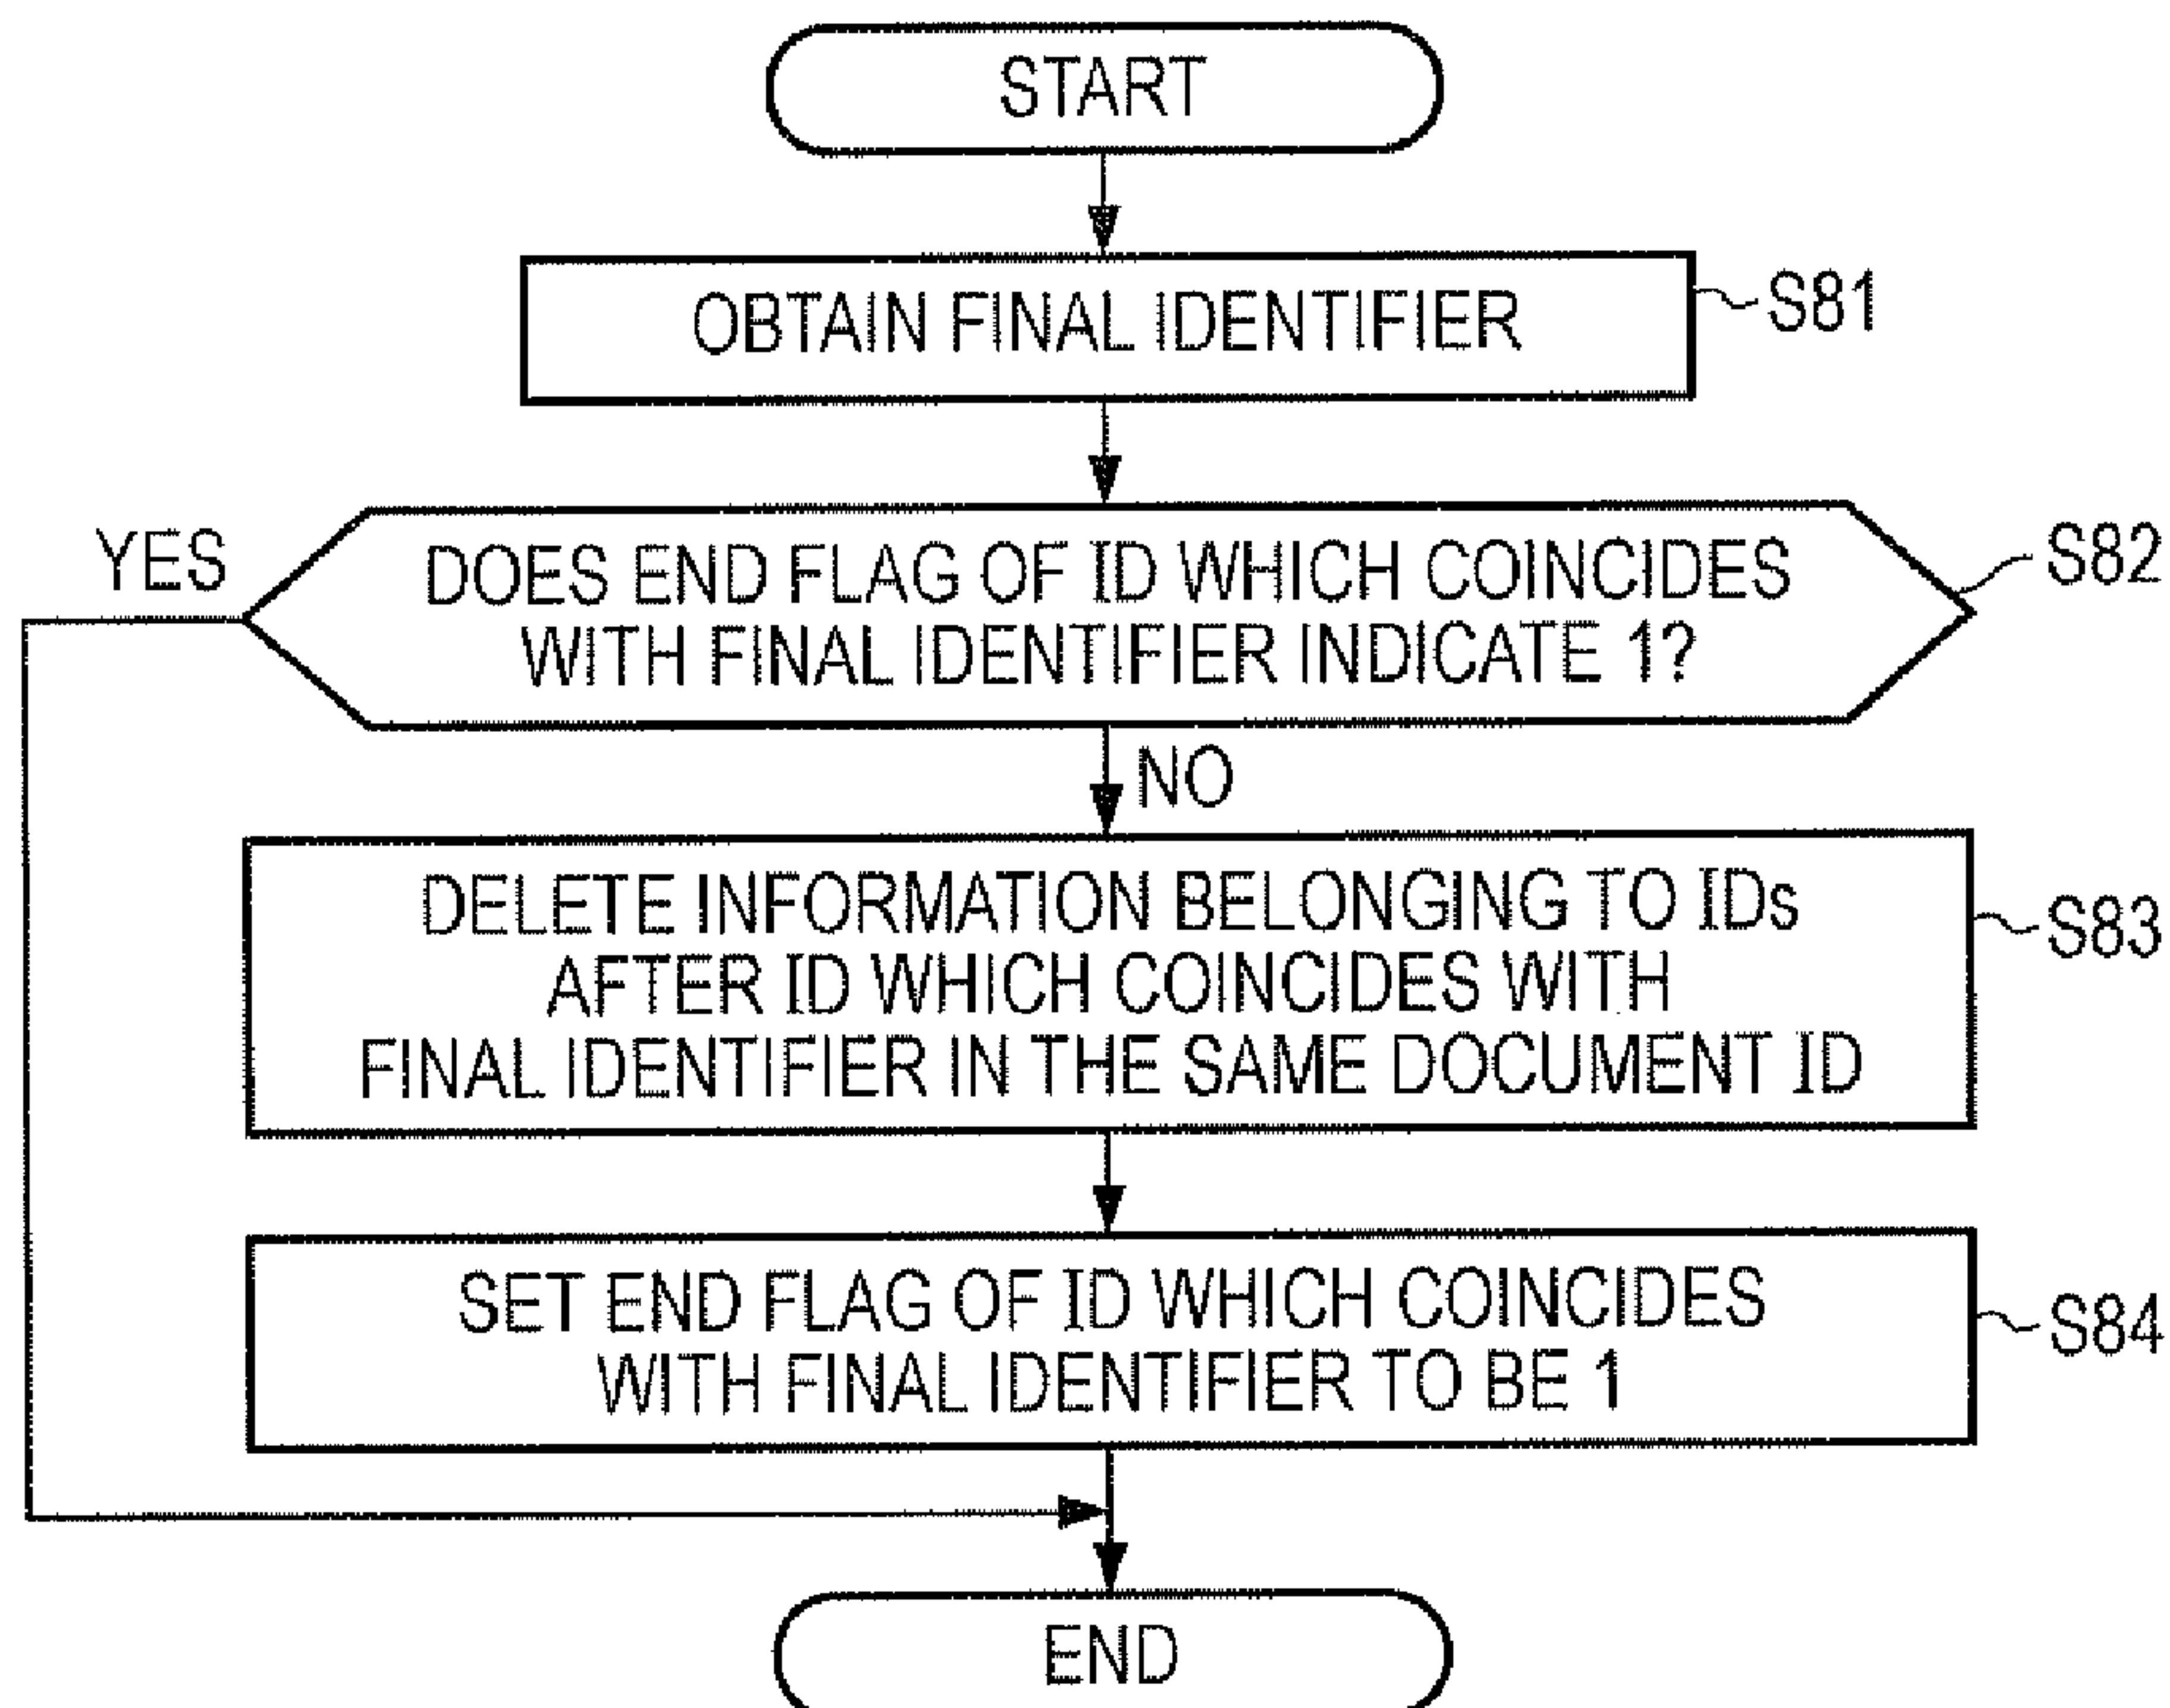 START
OBTAIN FINAL IDENTIFIER
S81
YES
DOES END FLAG OF ID WHICH COINCIDES
WITH FINAL IDENTIFIER INDICATE 1?
S82
NO
DELETE INFORMATION BELONGING TO IDs
AFTER ID WHICH COINCIDES WITH
FINAL IDENTIFIER IN THE SAME DOCUMENT ID
S83
SET END FLAG OF ID WHICH COINCIDES
WITH FINAL IDENTIFIER TO BE 1
S84
END